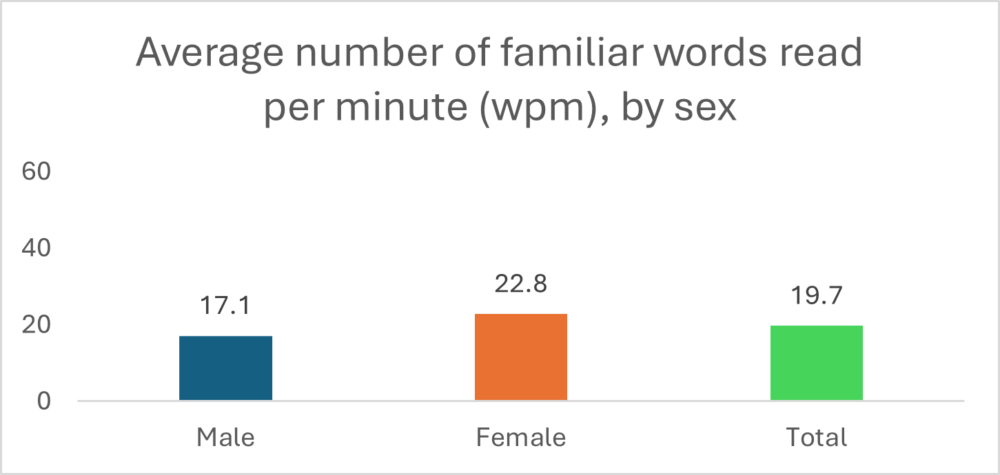 Average number of familiar words read
per minute (wpm), by sex
60
40
20
0
17.1
22.8
19.7
Male
Female
Total